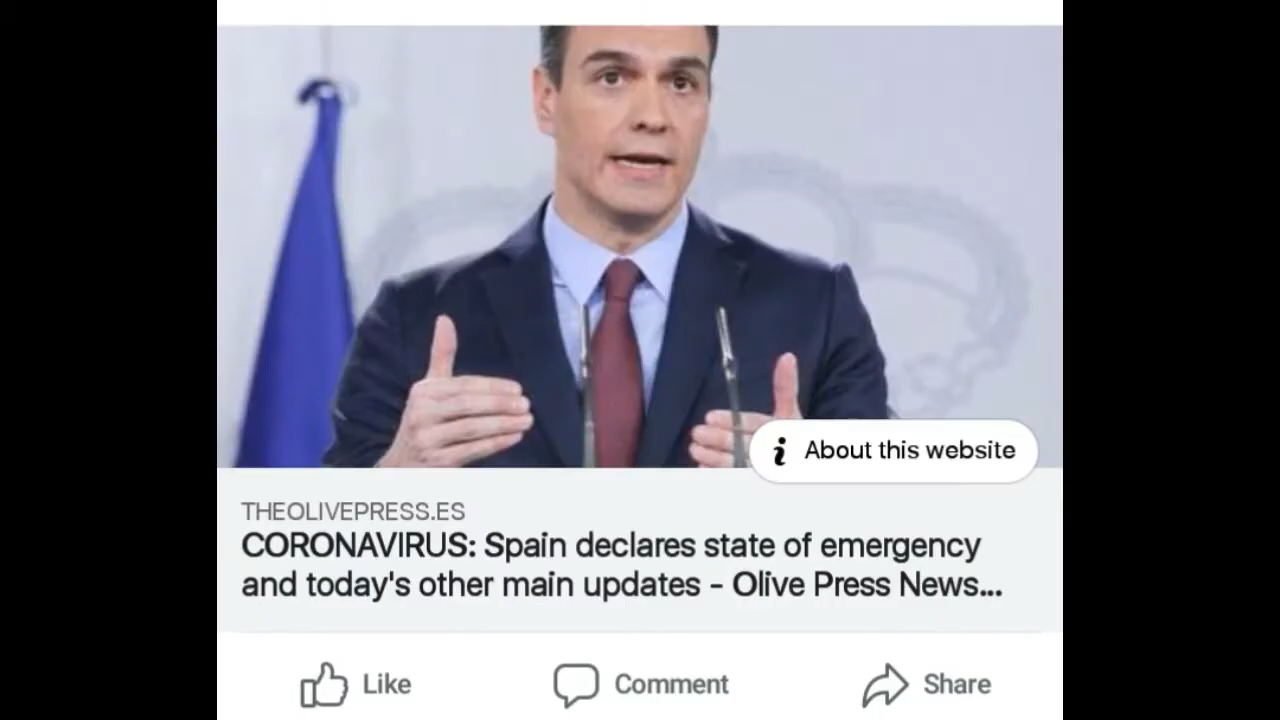 i About this website
THEOLIVEPRESS.ES
CORONAVIRUS: Spain declares state of emergency
and today's other main updates - Olive Press News...
Like Comment Share